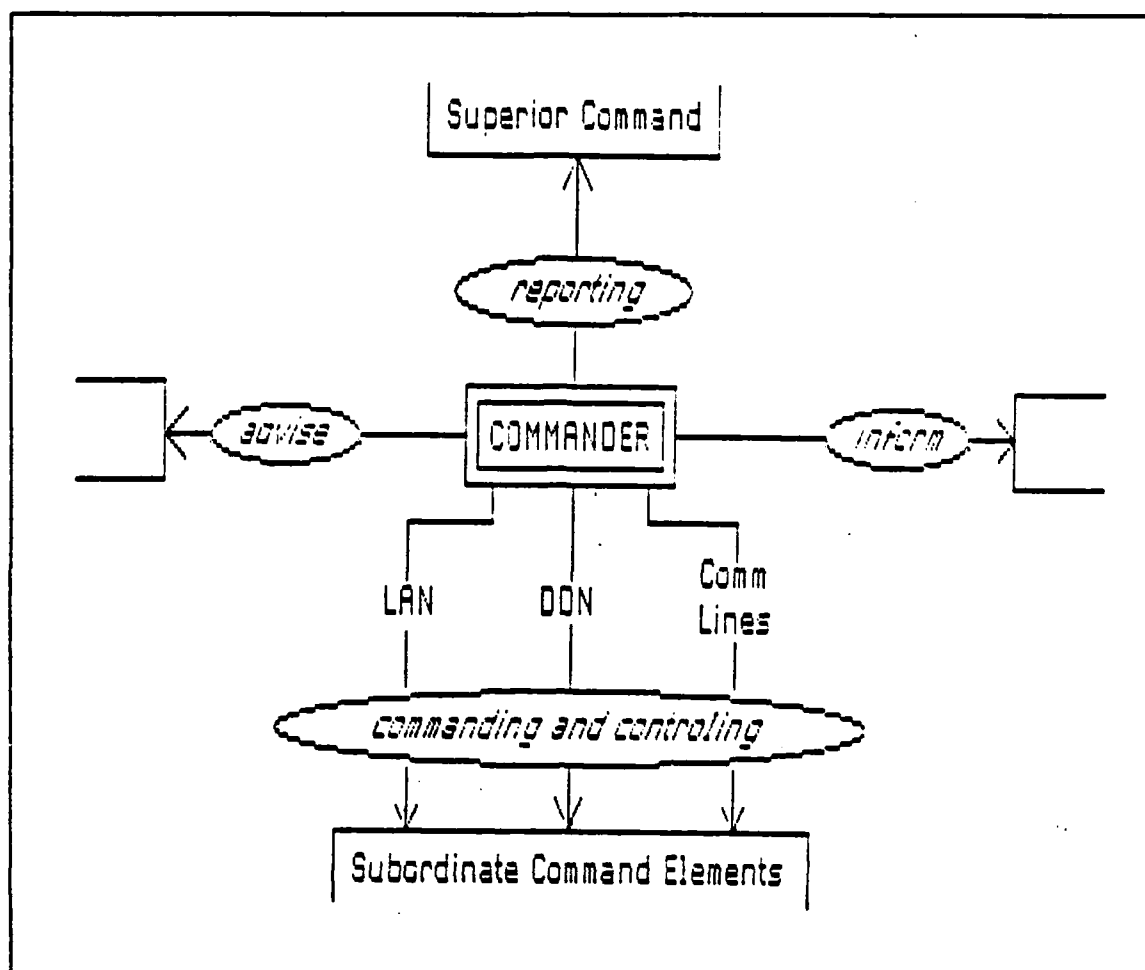 Superior Command
reporting
advise
COMMANDER
inform
LAN
DDN
Comm
Lines
commanding and controling
Subordinate Command Elements